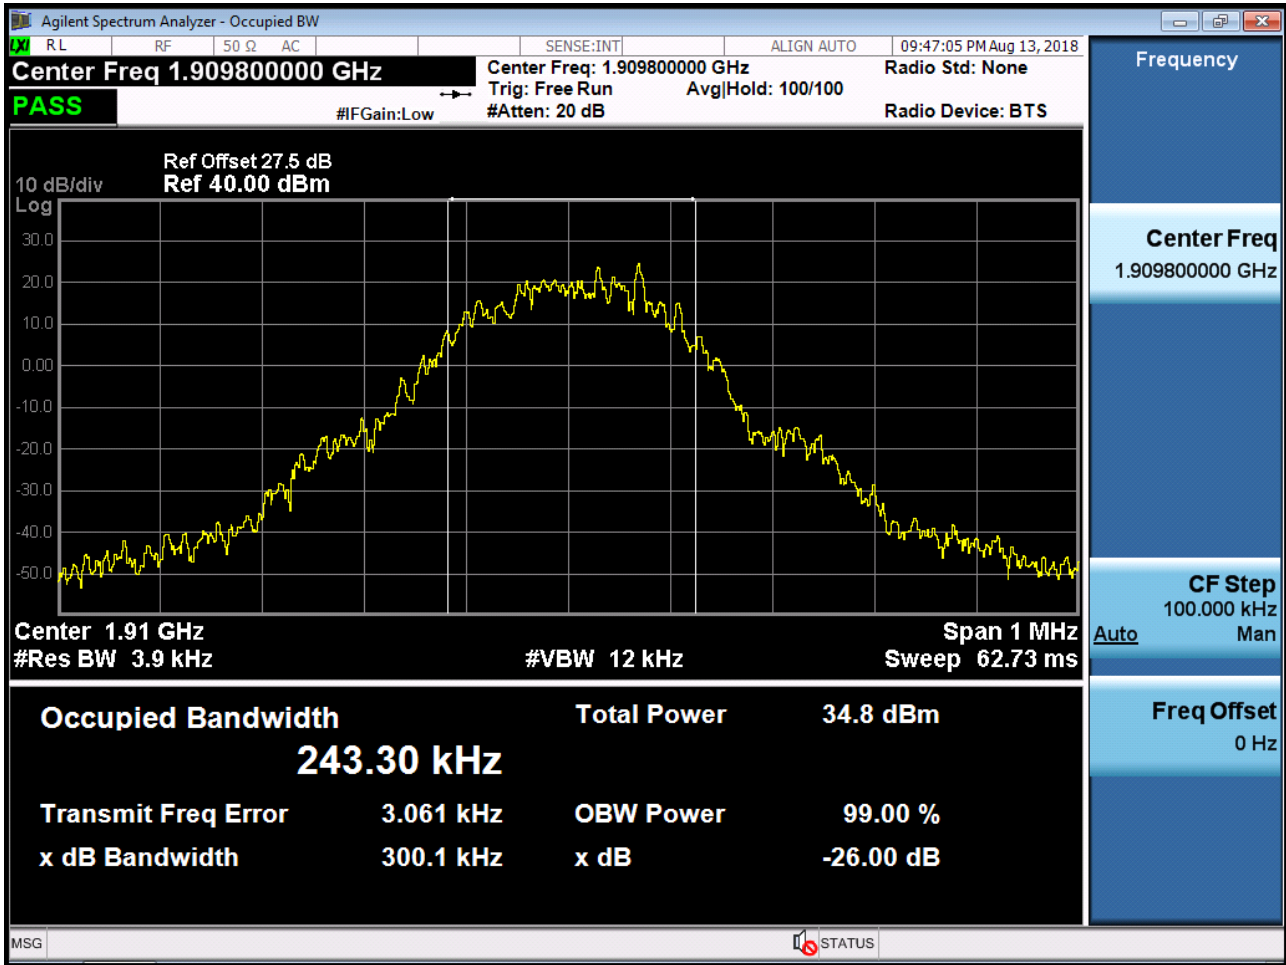 Agilent Spectrum Analyzer - Occupied BW
LXI RL RF 50 Ω AC SENSE:INT ALIGN AUTO 09:47:05 PM Aug 13, 2018
Center Freq 1.909800000 GHz
Center Freq: 1.909800000 GHz
Radio Std: None
PASS
Trig: Free Run Avg|Hold: 100/100
#IFGain:Low
#Atten: 20 dB
Radio Device: BTS
Ref Offset 27.5 dB
10 dB/div Ref 40.00 dBm
Log
30.0
20.0
10.0
0.00
-10.0
-20.0
-30.0
-40.0
-50.0
Center 1.91 GHz Span 1 MHz
#Res BW 3.9 kHz #VBW 12 kHz Sweep 62.73 ms
Occupied Bandwidth Total Power 34.8 dBm
243.30 kHz
Transmit Freq Error 3.061 kHz OBW Power 99.00 %
x dB Bandwidth 300.1 kHz x dB -26.00 dB
MSG STATUS
Frequency
Center Freq
1.909800000 GHz
CF Step
100.000 kHz
Auto Man
Freq Offset
0 Hz